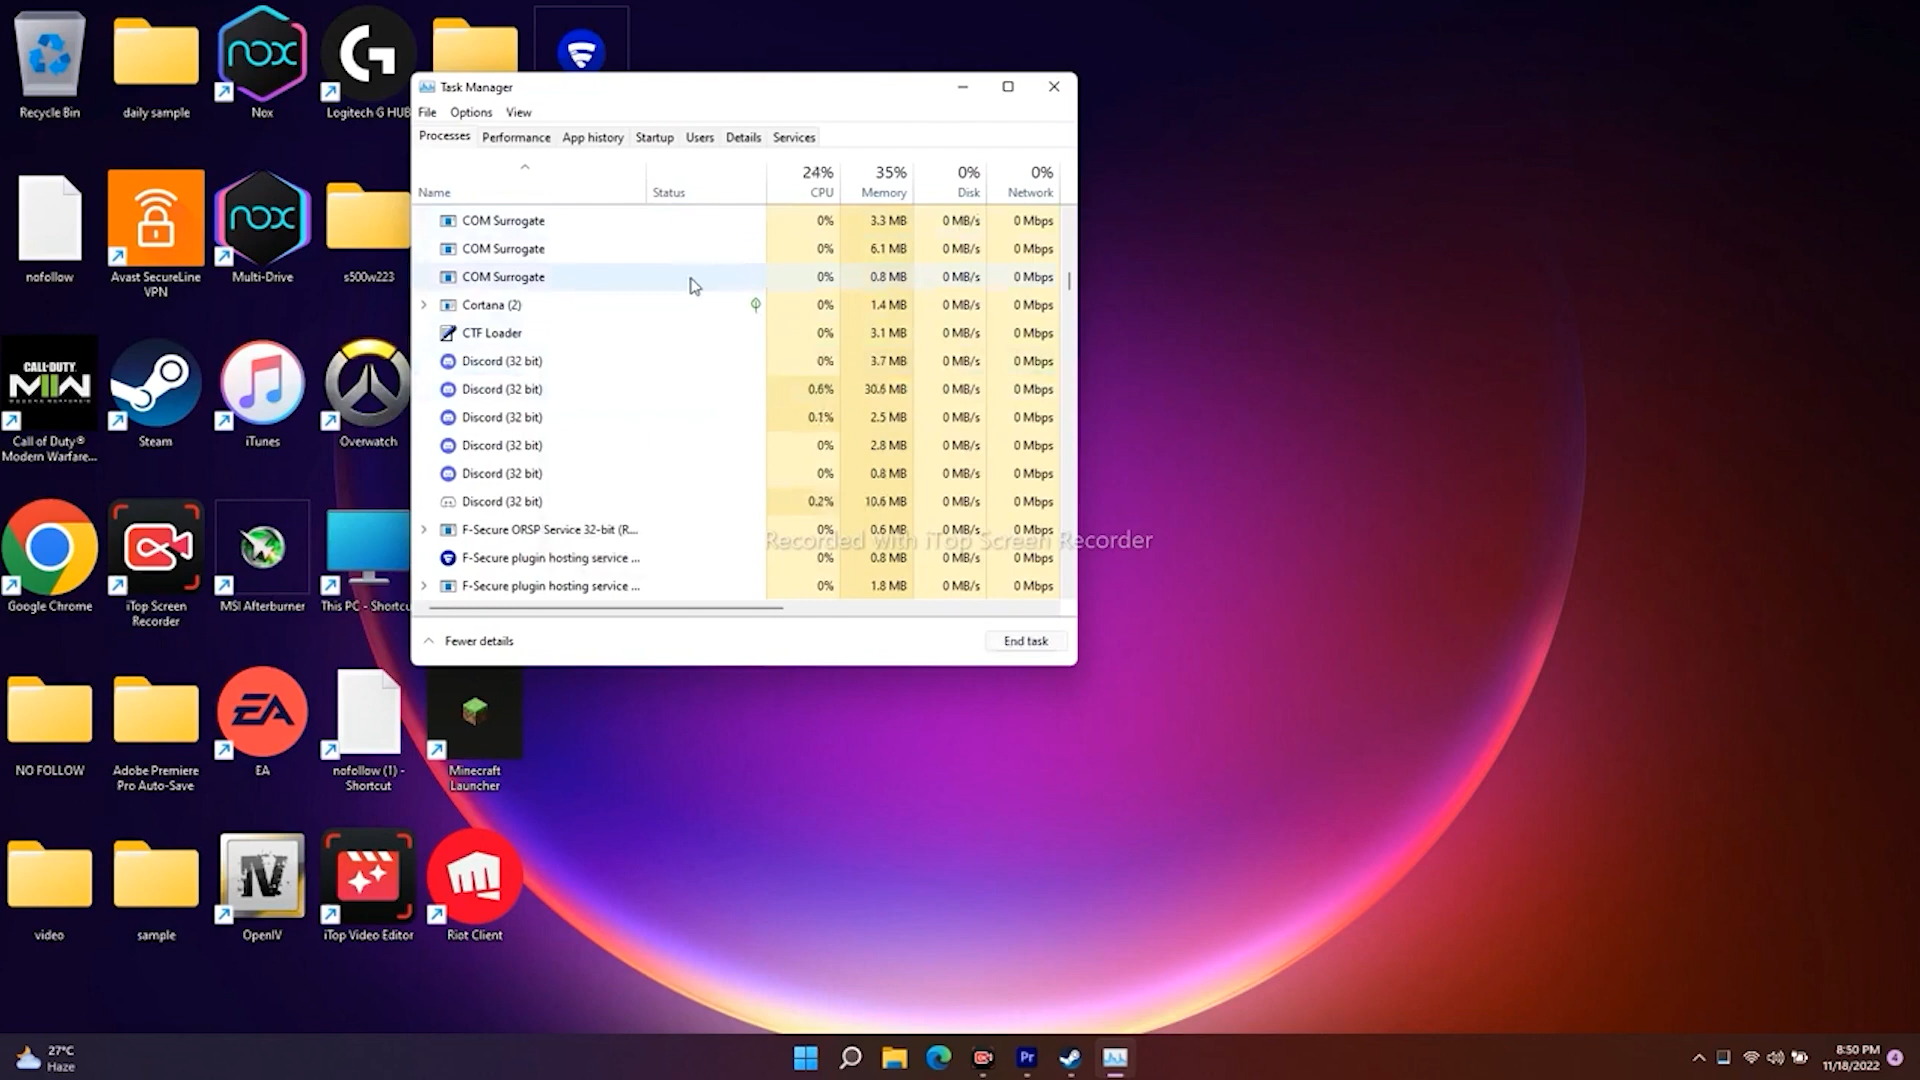 Recycle Bin
daily sample
nox
Nox
Logitech G HUB
nofollow
Avast SecureLine
VPN
nox
Multi-Drive
s500w223
CALL·DUTY
MWII
Call of Duty®
Modern Warfare...
Steam
iTunes
Overwatch
Google Chrome
iTop Screen
Recorder
MSI Afterburner
This PC - Shortcu
NO FOLLOW
Adobe Premiere
Pro Auto-Save
EA
EA
nofollow (1) -
Shortcut
Minecraft
Launcher
video
sample
IV
OpenIV
iTop Video Editor
Riot Client
Task Manager
File Options View
Processes Performance App history Startup Users Details Services
24% 35% 0% 0%
Name Status CPU Memory Disk Network
COM Surrogate 0% 3.3 MB 0 MB/s 0 Mbps
COM Surrogate 0% 6.1 MB 0 MB/s 0 Mbps
COM Surrogate 0% 0.8 MB 0 MB/s 0 Mbps
Cortana (2) 0% 1.4 MB 0 MB/s 0 Mbps
CTF Loader 0% 3.1 MB 0 MB/s 0 Mbps
Discord (32 bit) 0% 3.7 MB 0 MB/s 0 Mbps
Discord (32 bit) 0.6% 30.6 MB 0 MB/s 0 Mbps
Discord (32 bit) 0.1% 2.5 MB 0 MB/s 0 Mbps
Discord (32 bit) 0% 2.8 MB 0 MB/s 0 Mbps
Discord (32 bit) 0% 0.8 MB 0 MB/s 0 Mbps
Discord (32 bit) 0.2% 10.6 MB 0 MB/s 0 Mbps
F-Secure ORSP Service 32-bit (R... 0% 0.6 MB 0 MB/s 0 Mbps
Recorded with iTop Screen Recorder
F-Secure plugin hosting service ... 0% 0.8 MB 0 MB/s 0 Mbps
F-Secure plugin hosting service ... 0% 1.8 MB 0 MB/s 0 Mbps
Fewer details End task
27°C
Haze
Pr
8:50 PM
11/18/2022
4